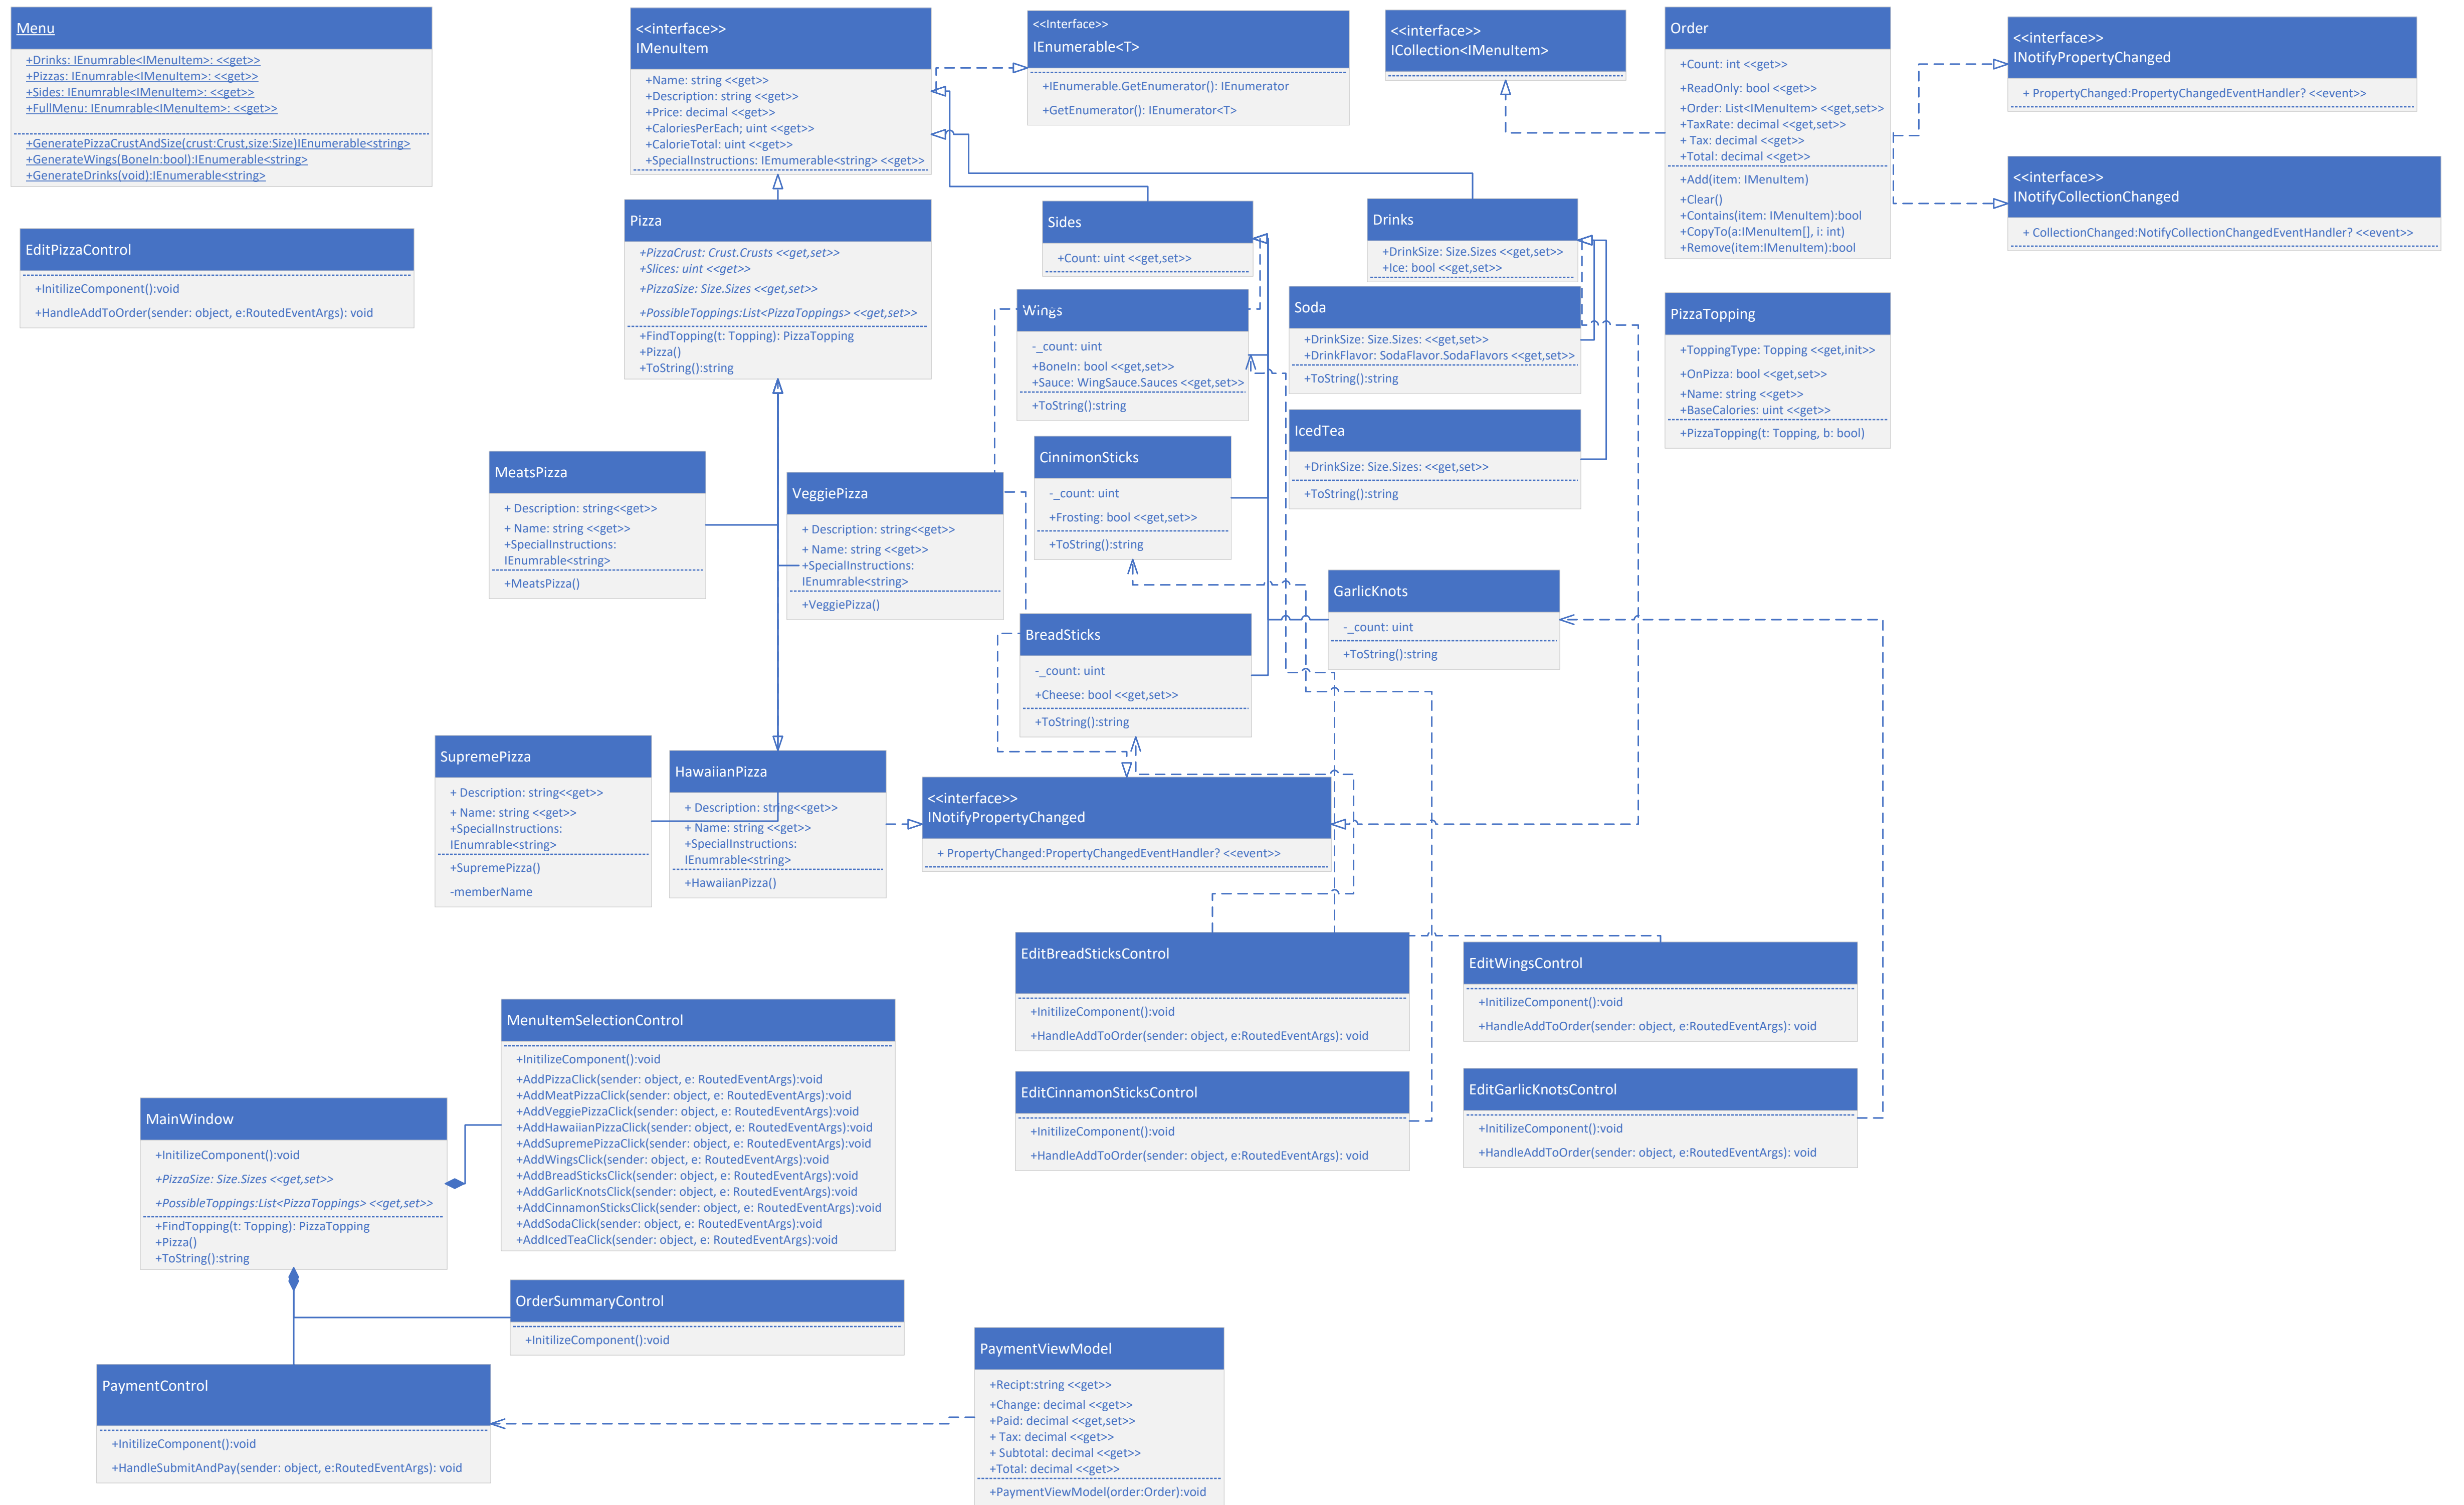 Menu
+Drinks: IEnumrable<IMenuItem>: <<get>>
+Pizzas: IEnumrable<IMenuItem>: <<get>>
+Sides: IEnumrable<IMenuItem>: <<get>>
+FullMenu: IEnumrable<IMenuItem>: <<get>>
+GeneratePizzaCrustAndSize(crust:Crust,size:Size)IEnumerable<string>
+GenerateWings(BoneIn:bool):IEnumerable<string>
+GenerateDrinks(void):IEnumerable<string>
<<interface>>
IMenuItem
+Name: string <<get>>
+Description: string <<get>>
+Price: decimal <<get>>
+CaloriesPerEach; uint <<get>>
+CalorieTotal: uint <<get>>
+SpecialInstructions: IEmumerable<string> <<get>>
<<Interface>>
IEnumerable<T>
+IEnumerable.GetEnumerator(): IEnumerator
+GetEnumerator(): IEnumerator<T>
<<interface>>
ICollection<IMenuItem>
Order
+Count: int <<get>>
+ReadOnly: bool <<get>>
+Order: List<IMenuItem> <<get,set>>
+TaxRate: decimal <<get,set>>
+ Tax: decimal <<get>>
+Total: decimal <<get>>
+Add(item: IMenuItem)
+Clear()
+Contains(item: IMenuItem):bool
+CopyTo(a:IMenuItem[], i: int)
+Remove(item:IMenuItem):bool
<<interface>>
INotifyPropertyChanged
+ PropertyChanged:PropertyChangedEventHandler? <<event>>
<<interface>>
INotifyCollectionChanged
+ CollectionChanged:NotifyCollectionChangedEventHandler? <<event>>
EditPizzaControl
+InitilizeComponent():void
+HandleAddToOrder(sender: object, e:RoutedEventArgs): void
Pizza
+PizzaCrust: Crust.Crusts <<get,set>>
+Slices: uint <<get>>
+PizzaSize: Size.Sizes <<get,set>>
+PossibleToppings:List<PizzaToppings> <<get,set>>
+FindTopping(t: Topping): PizzaTopping
+Pizza()
+ToString():string
Sides
+Count: uint <<get,set>>
Drinks
+DrinkSize: Size.Sizes <<get,set>>
+Ice: bool <<get,set>>
Wings
-_count: uint
+BoneIn: bool <<get,set>>
+Sauce: WingSauce.Sauces <<get,set>>
+ToString():string
Soda
+DrinkSize: Size.Sizes: <<get,set>>
+DrinkFlavor: SodaFlavor.SodaFlavors <<get,set>>
+ToString():string
PizzaTopping
+ToppingType: Topping <<get,init>>
+OnPizza: bool <<get,set>>
+Name: string <<get>>
+BaseCalories: uint <<get>>
+PizzaTopping(t: Topping, b: bool)
IcedTea
+DrinkSize: Size.Sizes: <<get,set>>
+ToString():string
CinnimonSticks
-_count: uint
+Frosting: bool <<get,set>>
+ToString():string
MeatsPizza
+ Description: string<<get>>
+ Name: string <<get>>
+SpecialInstructions:
IEnumrable<string>
+MeatsPizza()
VeggiePizza
+ Description: string<<get>>
+ Name: string <<get>>
+SpecialInstructions:
IEnumrable<string>
+VeggiePizza()
GarlicKnots
-_count: uint
+ToString():string
BreadSticks
-_count: uint
+Cheese: bool <<get,set>>
+ToString():string
SupremePizza
+ Description: string<<get>>
+ Name: string <<get>>
+SpecialInstructions:
IEnumrable<string>
+SupremePizza()
-memberName
HawaiianPizza
+ Description: string<<get>>
+ Name: string <<get>>
+SpecialInstructions:
IEnumrable<string>
+HawaiianPizza()
<<interface>>
INotifyPropertyChanged
+ PropertyChanged:PropertyChangedEventHandler? <<event>>
EditBreadSticksControl
+InitilizeComponent():void
+HandleAddToOrder(sender: object, e:RoutedEventArgs): void
EditWingsControl
+InitilizeComponent():void
+HandleAddToOrder(sender: object, e:RoutedEventArgs): void
MenuItemSelectionControl
+InitilizeComponent():void
+AddPizzaClick(sender: object, e: RoutedEventArgs):void
+AddMeatPizzaClick(sender: object, e: RoutedEventArgs):void
+AddVeggiePizzaClick(sender: object, e: RoutedEventArgs):void
+AddHawaiianPizzaClick(sender: object, e: RoutedEventArgs):void
+AddSupremePizzaClick(sender: object, e: RoutedEventArgs):void
+AddWingsClick(sender: object, e: RoutedEventArgs):void
+AddBreadSticksClick(sender: object, e: RoutedEventArgs):void
+AddGarlicKnotsClick(sender: object, e: RoutedEventArgs):void
+AddCinnamonSticksClick(sender: object, e: RoutedEventArgs):void
+AddSodaClick(sender: object, e: RoutedEventArgs):void
+AddIcedTeaClick(sender: object, e: RoutedEventArgs):void
EditCinnamonSticksControl
+InitilizeComponent():void
+HandleAddToOrder(sender: object, e:RoutedEventArgs): void
EditGarlicKnotsControl
+InitilizeComponent():void
+HandleAddToOrder(sender: object, e:RoutedEventArgs): void
MainWindow
+InitilizeComponent():void
+PizzaSize: Size.Sizes <<get,set>>
+PossibleToppings:List<PizzaToppings> <<get,set>>
+FindTopping(t: Topping): PizzaTopping
+Pizza()
+ToString():string
OrderSummaryControl
+InitilizeComponent():void
PaymentControl
+InitilizeComponent():void
+HandleSubmitAndPay(sender: object, e:RoutedEventArgs): void
PaymentViewModel
+Recipt:string <<get>>
+Change: decimal <<get>>
+Paid: decimal <<get,set>>
+ Tax: decimal <<get>>
+ Subtotal: decimal <<get>>
+Total: decimal <<get>>
+PaymentViewModel(order:Order):void